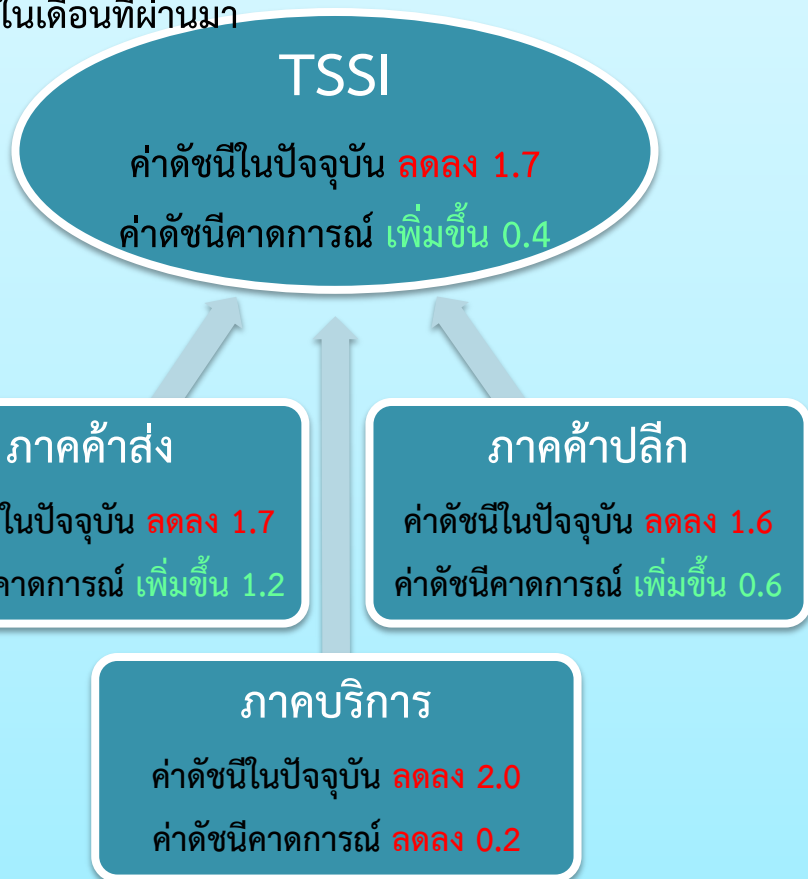 ในเดือนที่ผ่านมา
TSSI
ค่าดัชนีในปัจจุบัน ลดลง 1.7
ค่าดัชนีคาดการณ์ เพิ่มขึ้น 0.4
ภาคค้าส่ง
ในปัจจุบัน ลดลง 1.7
คาดการณ์ เพิ่มขึ้น 1.2
ภาคค้าปลีก
ค่าดัชนีในปัจจุบัน ลดลง 1.6
ค่าดัชนีคาดการณ์ เพิ่มขึ้น 0.6
ภาคบริการ
ค่าดัชนีในปัจจุบัน ลดลง 2.0
ค่าดัชนีคาดการณ์ ลดลง 0.2